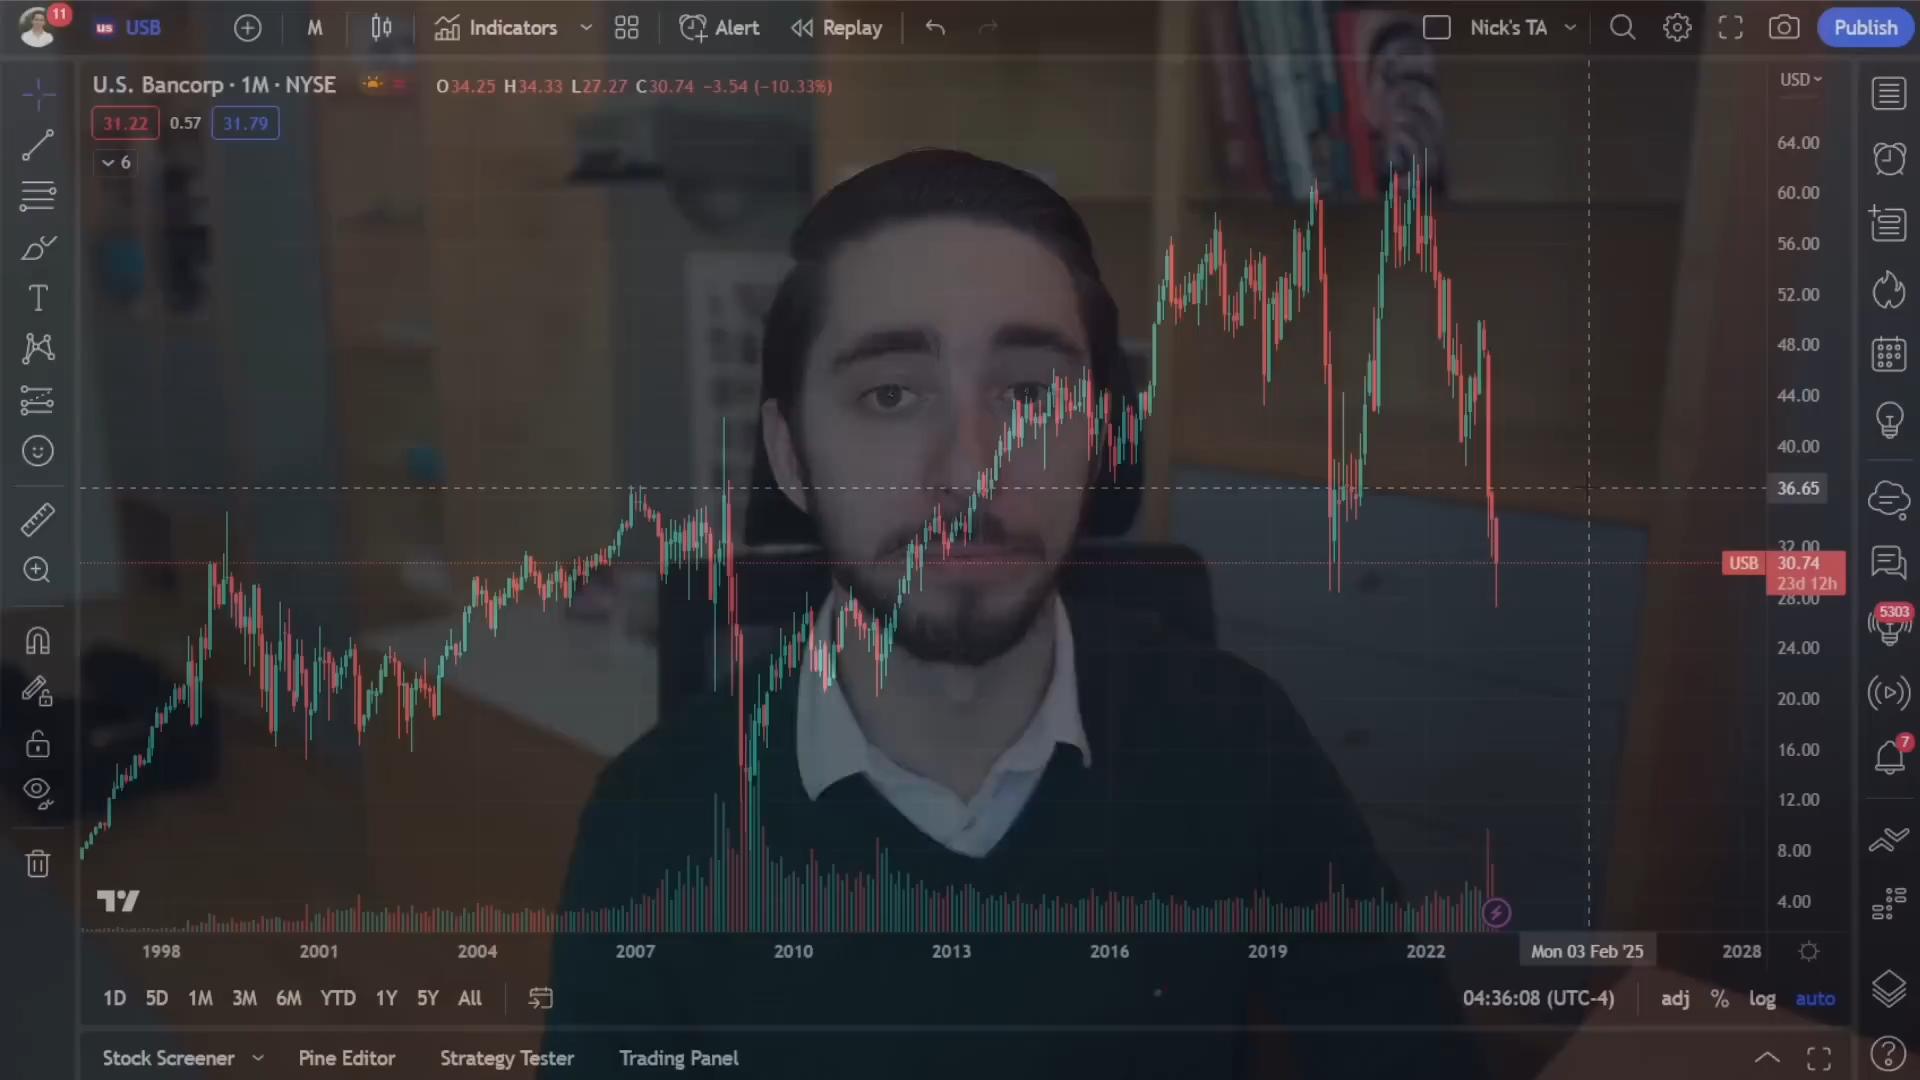 11
us USB
M
Indicators
Alert
Replay
Nick's TA
Publish
U.S. Bancorp · 1M · NYSE
O34.25 H34.33 L27.27 C30.74 −3.54 (−10.33%)
31.22 0.57 31.79
6
USD
64.00
60.00
56.00
52.00
48.00
44.00
40.00
36.65
32.00
USB 30.74
23d 12h
28.00
24.00
20.00
16.00
12.00
8.00
4.00
5303
7
1998 2001 2004 2007 2010 2013 2016 2019 2022 Mon 03 Feb '25 2028
1D 5D 1M 3M 6M YTD 1Y 5Y All
04:36:08 (UTC-4) adj % log auto
Stock Screener Pine Editor Strategy Tester Trading Panel